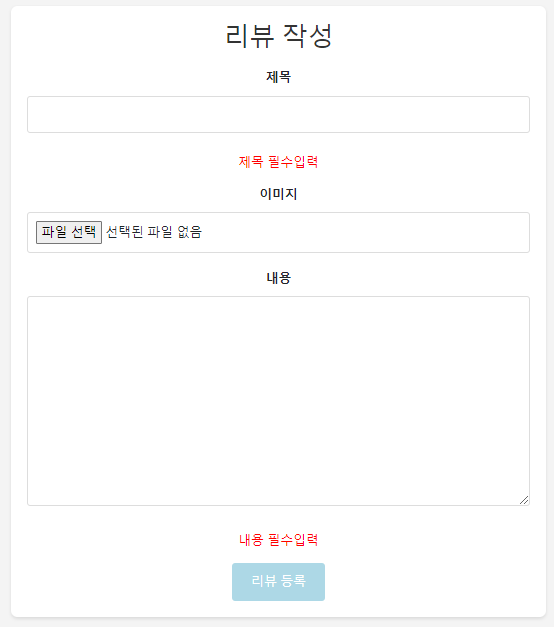 리뷰 작성
제목
제목 필수입력
이미지
파일 선택 선택된 파일 없음
내용
내용 필수입력
리뷰 등록